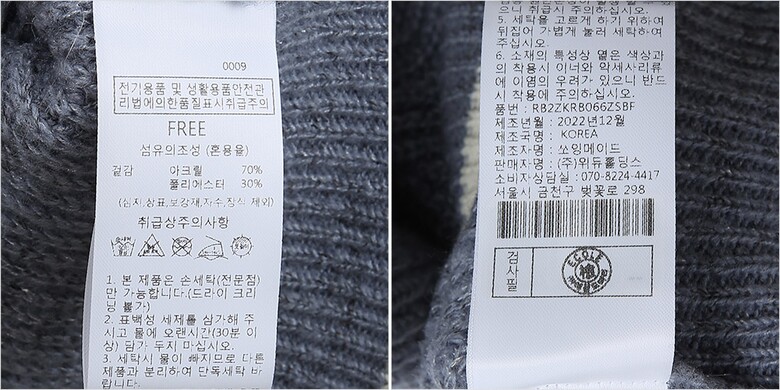 0009
전기용품 및 생활용품안전관
리법에의한품질표시취급주의
FREE
섬유의조성 (혼용율)
겉감 아크릴 70%
폴리에스터 30%
(심지,상표,보강재,자수,장식 제외)
취급상주의사항
1. 본 제품은 손세탁(전문점)
만 가능합니다.(드라이 크리
닝 불가)
2. 표백성 세제를 삼가해 주
시고 물에 오랜시간(30분 이
상) 담가 두지 마십시오.
3. 세탁시 물이 빠지므로 다른
제품과 분리하여 단독세탁 바
랍니다.
으니 취급시 주의하십시오.
5. 세탁을 고르게 하기 위하여
뒤집어 가볍게 눌러 세탁하여
주십시오.
6. 소재의 특성상 옅은 색상과
의 착용시 이너와 악세사리류
에 이염의 우려가 있으니 반드
시 착용에 주의하십시오.
품번 : RB2ZKRB066ZSBF
제조년월 : 2022년12월
제조국명 : KOREA
제조자명 : 쏘잉메이드
판매자명 : (주)위듀홀딩스
소비자상담실 : 070-8224-4417
서울시 금천구 벚꽃로 298
검사필
ECOLE